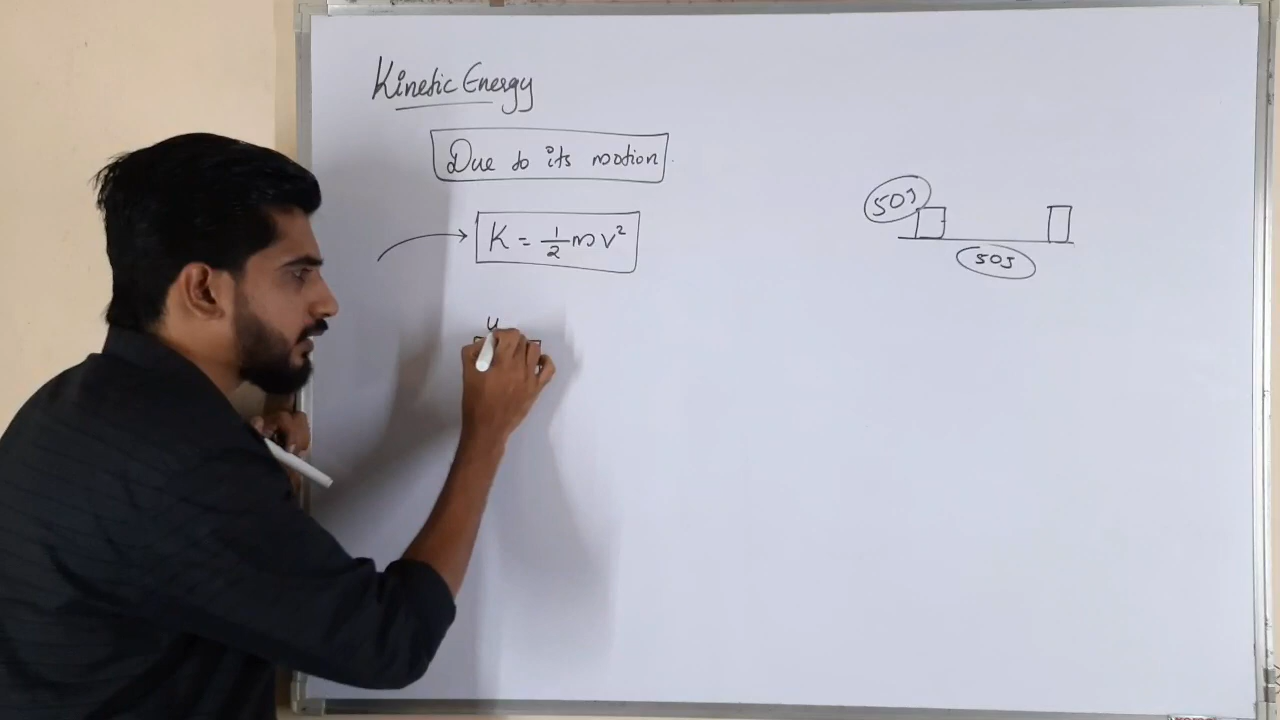 Kinetic Energy
Due to its motion.
K = 1/2 mv²
u
50J
50J